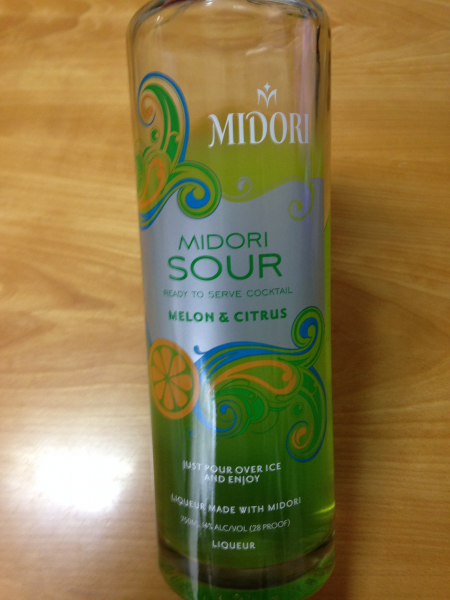 MIDORI
MIDORI
SOUR
READY TO SERVE COCKTAIL
MELON & CITRUS
JUST POUR OVER ICE
AND ENJOY
LIQUEUR MADE WITH MIDORI
750ML 14% ALC/VOL (28 PROOF)
LIQUEUR